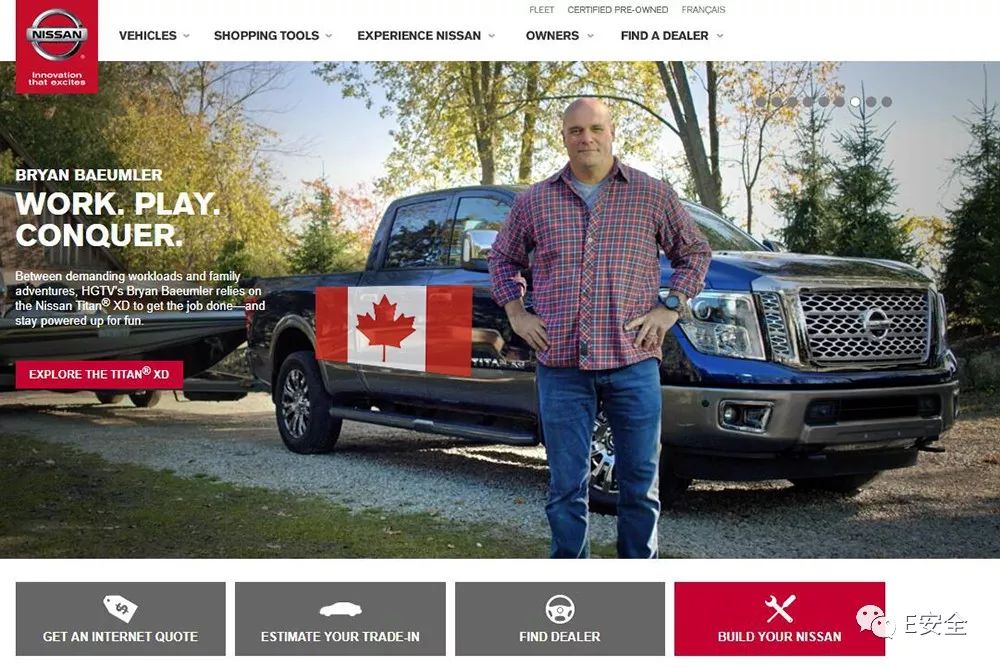 FLEET CERTIFIED PRE-OWNED FRANÇAIS
NISSAN
VEHICLES SHOPPING TOOLS EXPERIENCE NISSAN OWNERS FIND A DEALER
Innovation
that excites
BRYAN BAEUMLER
WORK. PLAY.
CONQUER.
Between demanding workloads and family
adventures, HGTV's Bryan Baeumler relies on
the Nissan Titan® XD to get the job done—and
stay powered up for fun.
EXPLORE THE TITAN® XD
GET AN INTERNET QUOTE
ESTIMATE YOUR TRADE-IN
FIND DEALER
BUILD YOUR NISSAN
E安全